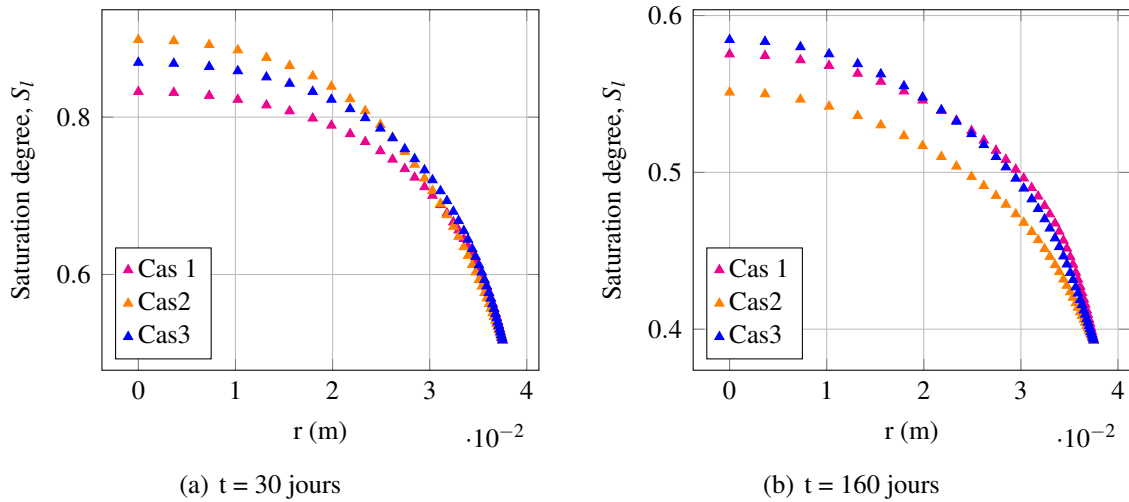 0.8
0.6
Saturation degree, S_l
Cas 1
Cas2
Cas3
0 1 2 3 4
·10⁻²
r (m)
(a) t = 30 jours
0.6
0.5
0.4
Saturation degree, S_l
Cas 1
Cas2
Cas3
0 1 2 3 4
·10⁻²
r (m)
(b) t = 160 jours